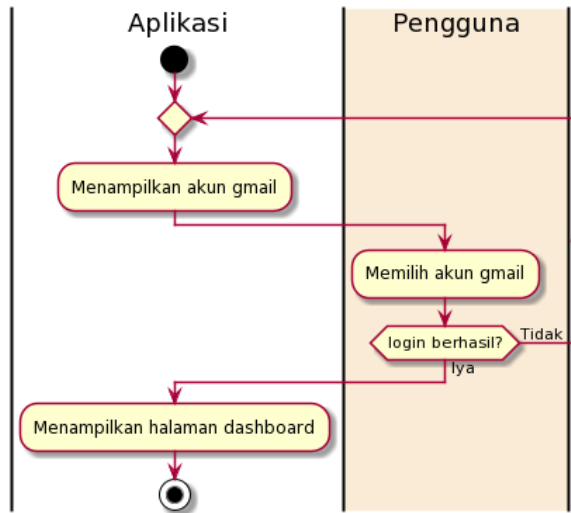 Aplikasi
Pengguna
Menampilkan akun gmail
Memilih akun gmail
login berhasil?
Tidak
Iya
Menampilkan halaman dashboard